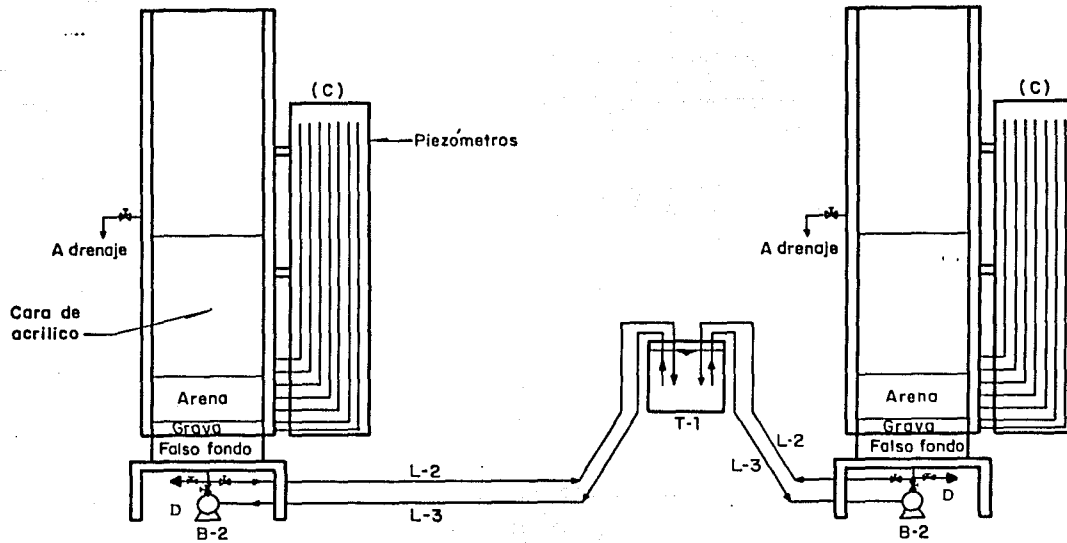 (C)
Piezómetros
A drenaje
Cara de
acrilico
Arena
Grava
Falso fondo
D
B-2
L-2
L-3
T-1
L-2
L-3
(C)
A drenaje
Arena
Grava
Falso fondo
D
B-2